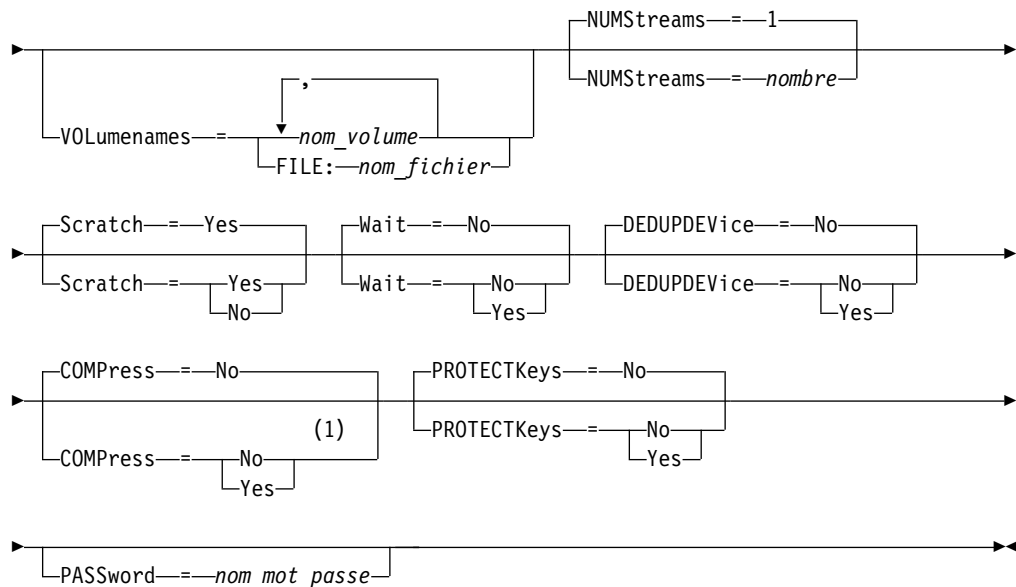 NUMStreams = 1
NUMStreams = nombre
,
VOLumenames = nom_volume
FILE: nom_fichier
Scratch = Yes Wait = No DEDUPDEVice = No
Scratch = Yes Wait = No DEDUPDEVice = No
No Yes Yes
COMPress = No PROTECTKeys = No
(1) PROTECTKeys = No
COMPress = No Yes
Yes
PASSword = nom mot passe